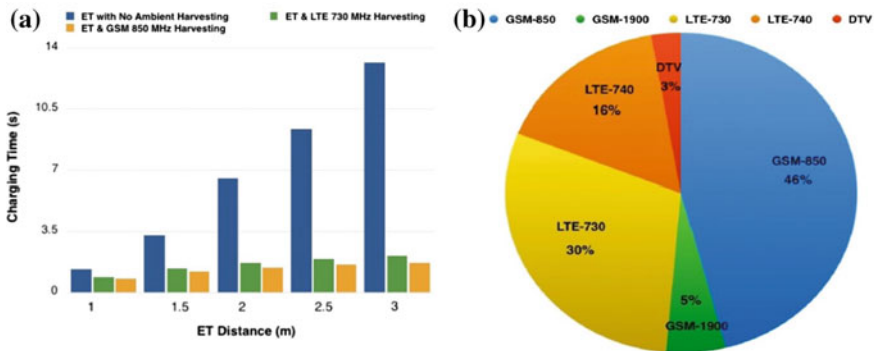 (a)
ET with No Ambient Harvesting
ET & LTE 730 MHz Harvesting
ET & GSM 850 MHz Harvesting
14
10.5
7
3.5
0
Charging Time (s)
1
1.5
2
2.5
3
ET Distance (m)
(b)
GSM-850
GSM-1900
LTE-730
LTE-740
DTV
DTV
3%
LTE-740
16%
GSM-850
46%
LTE-730
30%
5%
GSM-1900